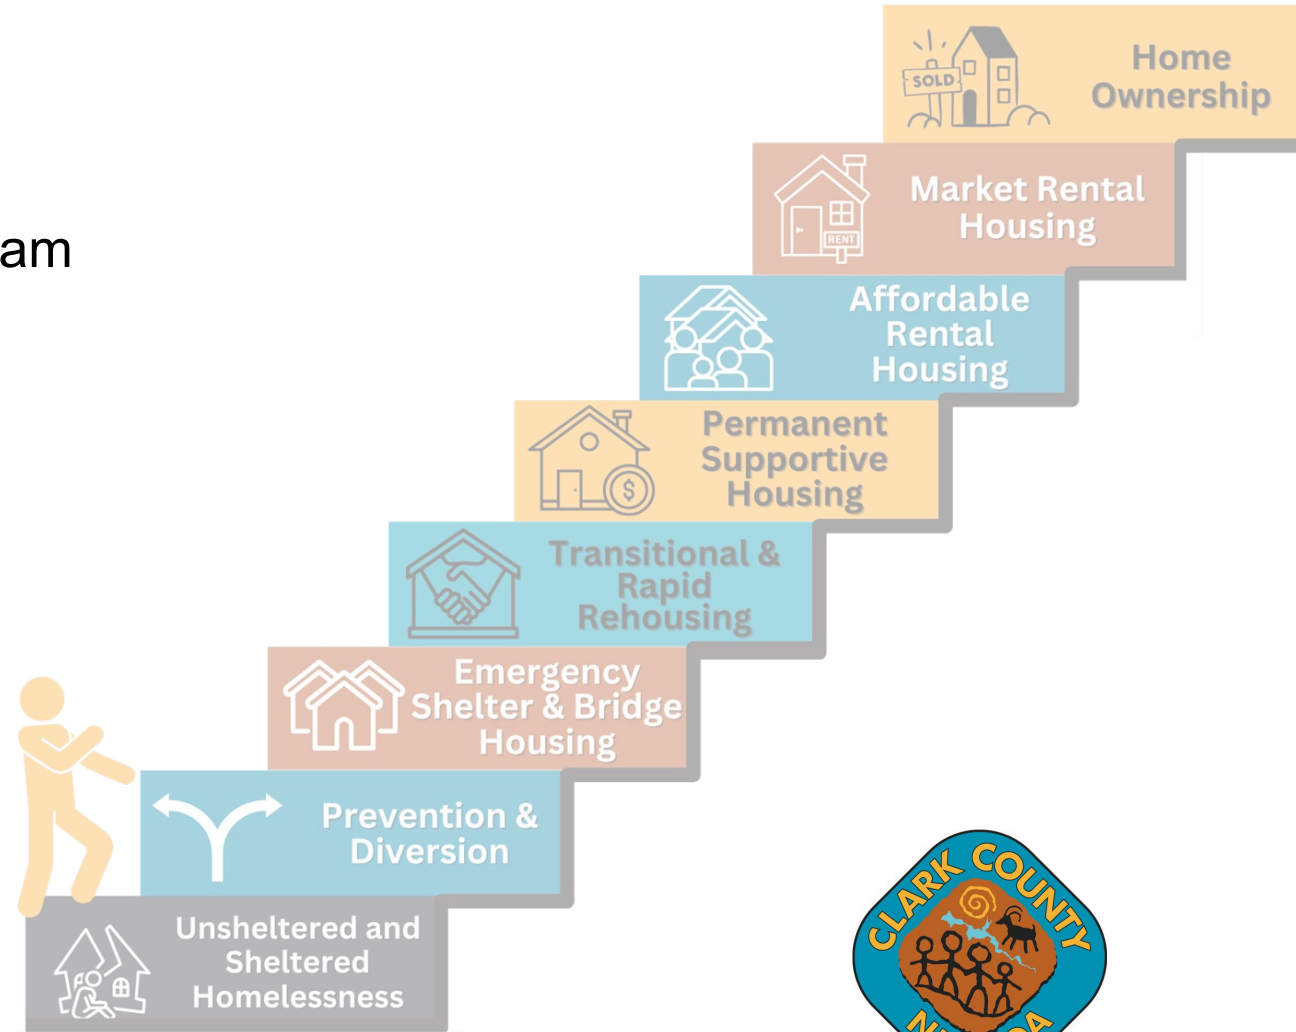 Home
Ownership
SOLD
Market Rental
Housing
RENT
am
Affordable
Rental
Housing
Permanent
Supportive
Housing
$
Transitional &
Rapid
Rehousing
Emergency
Shelter & Bridge
Housing
Prevention &
Diversion
Unsheltered and
Sheltered
Homelessness
CLARK COUNTY